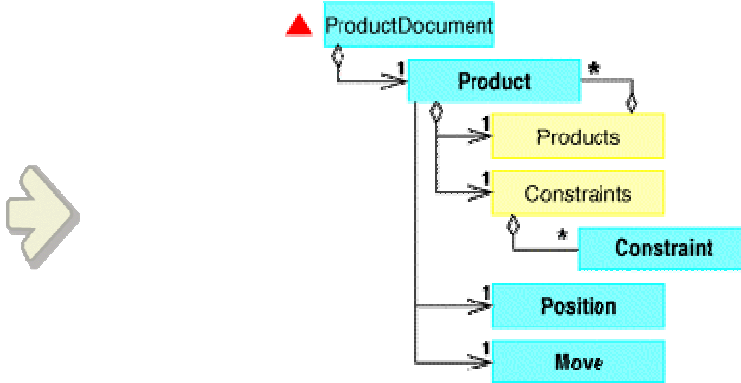 ProductDocument
1
Product
*
1
Products
1
Constraints
*
Constraint
1
Position
1
Move